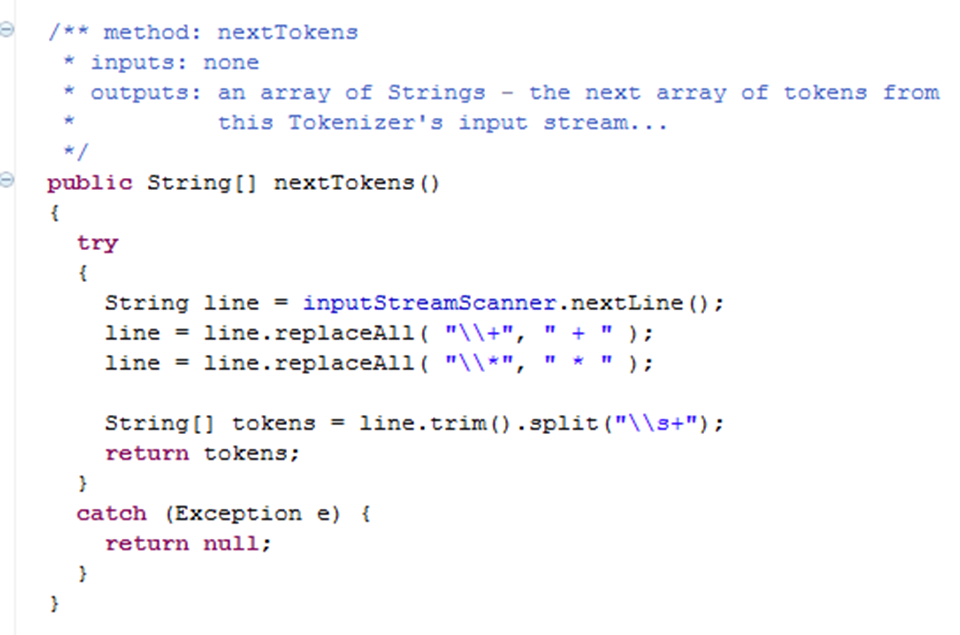 /** method: nextTokens
 * inputs: none
 * outputs: an array of Strings - the next array of tokens from
 *          this Tokenizer's input stream...
 */
public String[] nextTokens()
{
  try
  {
    String line = inputStreamScanner.nextLine();
    line = line.replaceAll( "\\+", " + " );
    line = line.replaceAll( "\\*", " * " );

    String[] tokens = line.trim().split("\\s+");
    return tokens;
  }
  catch (Exception e) {
    return null;
  }
}